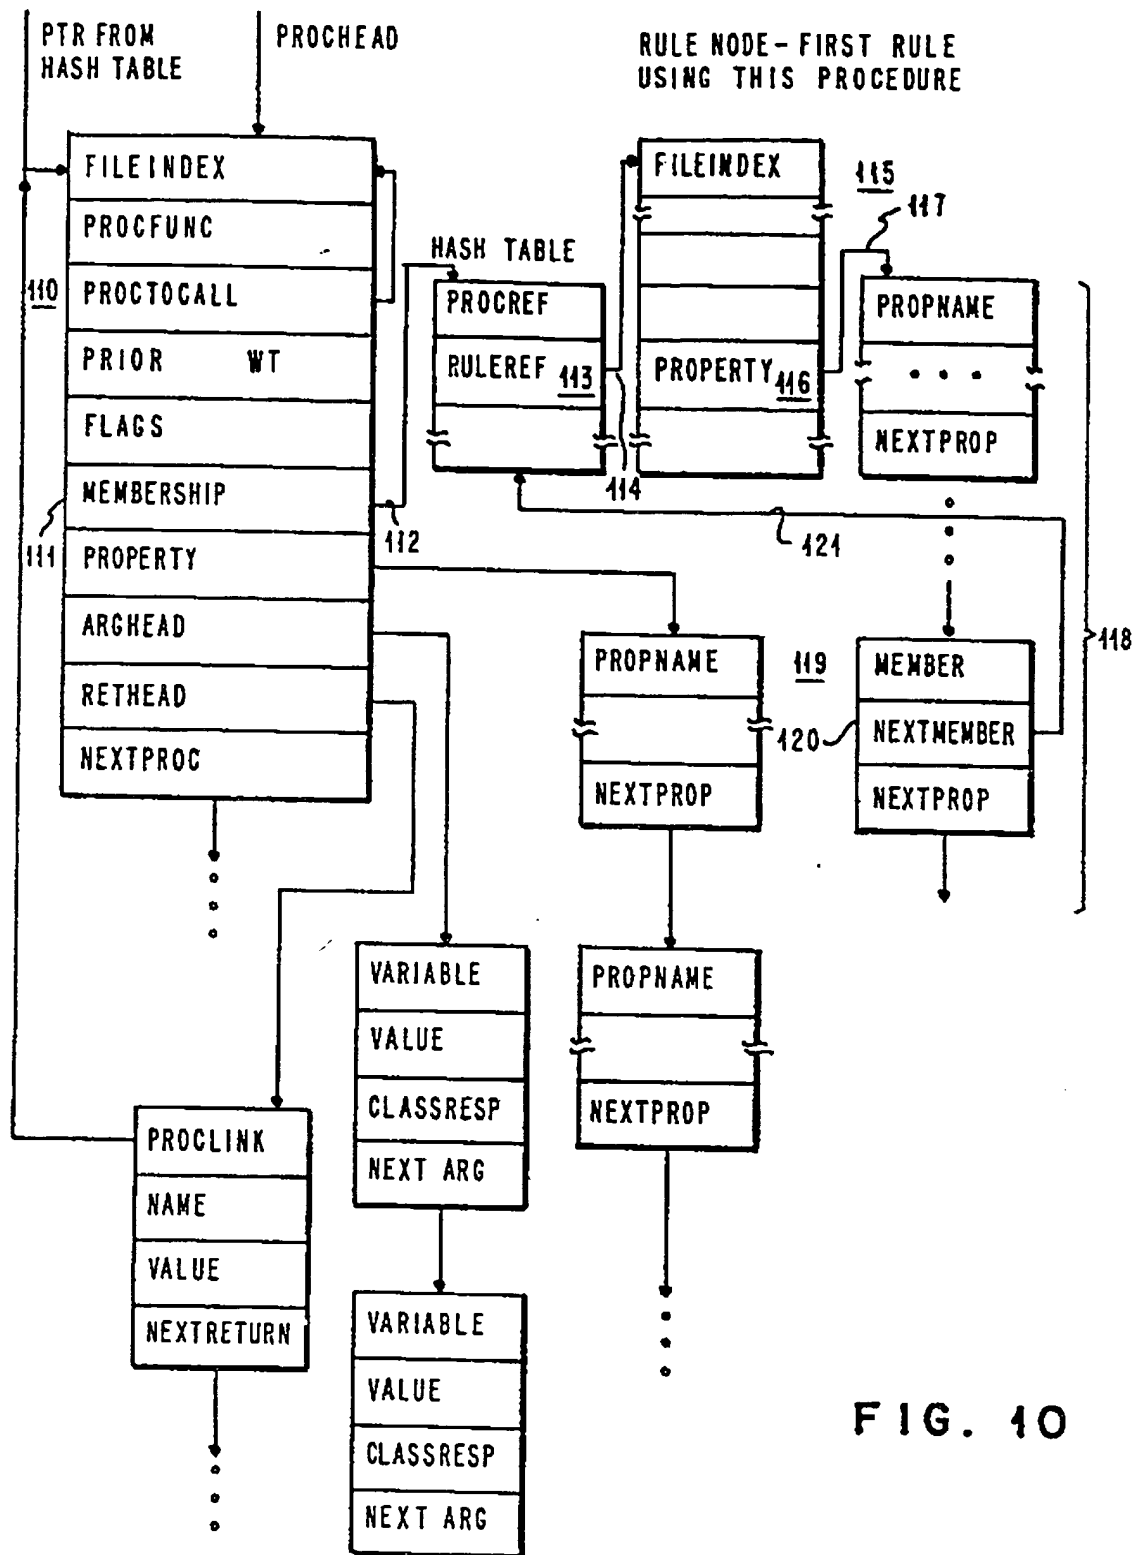 PTR FROM
HASH TABLE
PROCHEAD
RULE NODE - FIRST RULE
USING THIS PROCEDURE
FILEINDEX
PROCFUNC
PROCTOCALL
PRIOR WT
FLAGS
MEMBERSHIP
PROPERTY
ARGHEAD
RETHEAD
NEXTPROC
110
111
112
HASH TABLE
PROCREF
RULEREF 113
114
FILEINDEX
PROPERTY 116
115
117
PROPNAME
NEXTPROP
121
118
PROPNAME
NEXTPROP
119
120
MEMBER
NEXTMEMBER
NEXTPROP
PROPNAME
NEXTPROP
VARIABLE
VALUE
CLASSRESP
NEXT ARG
PROCLINK
NAME
VALUE
NEXTRETURN
VARIABLE
VALUE
CLASSRESP
NEXT ARG
FIG. 10